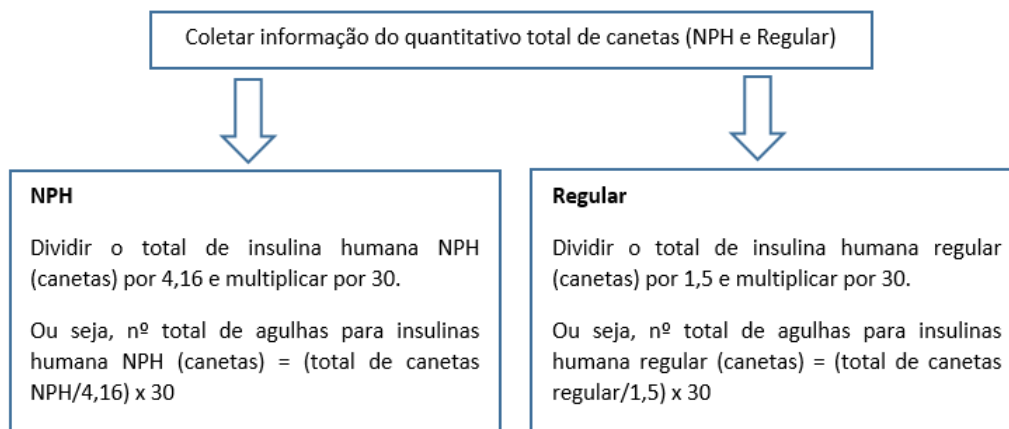 Coletar informação do quantitativo total de canetas (NPH e Regular)
NPH
Dividir o total de insulina humana NPH
(canetas) por 4,16 e multiplicar por 30.
Ou seja, nº total de agulhas para insulinas
humana NPH (canetas) = (total de canetas
NPH/4,16) x 30
Regular
Dividir o total de insulina humana regular
(canetas) por 1,5 e multiplicar por 30.
Ou seja, nº total de agulhas para insulinas
humana regular (canetas) = (total de canetas
regular/1,5) x 30